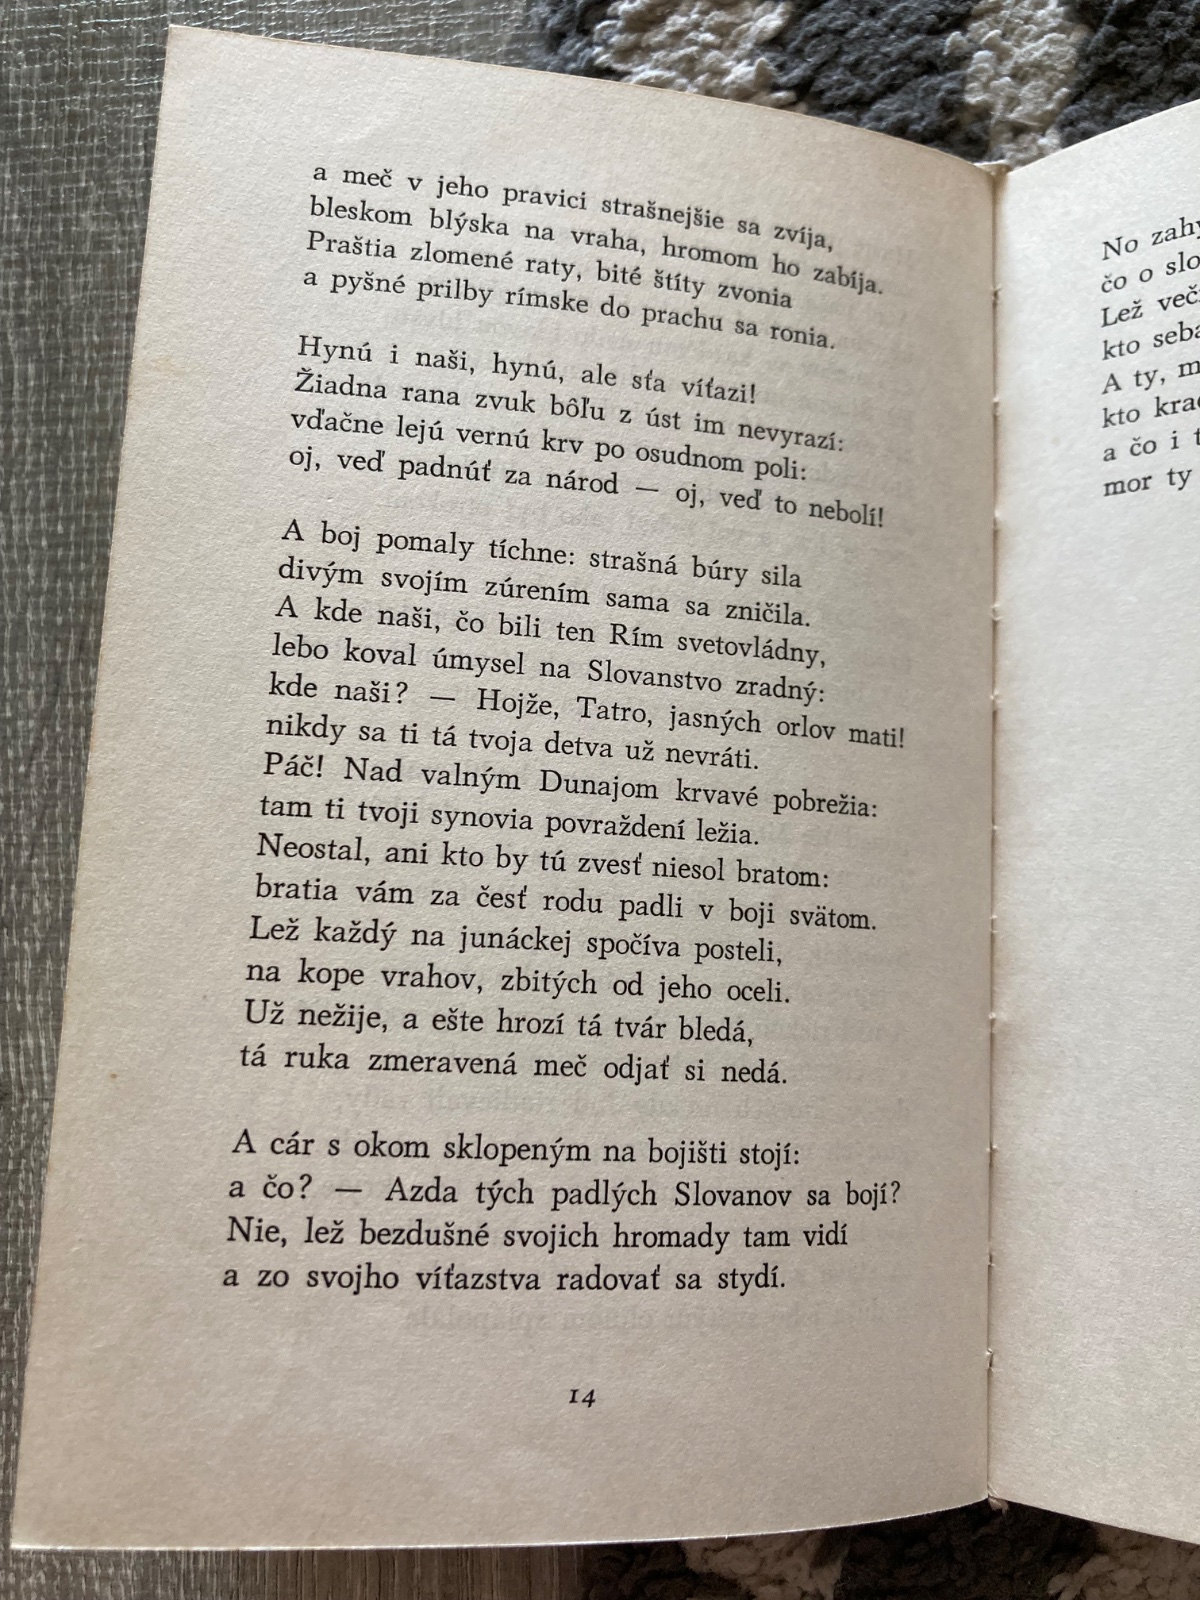 a meč v jeho pravici strašnejšie sa zvíja,
bleskom blýska na vraha, hromom ho zabíja.
Praštia zlomené raty, bité štíty zvonia
a pyšné prilby rímske do prachu sa ronia.
Hynú i naši, hynú, ale sťa víťazi!
Žiadna rana zvuk bôľu z úst im nevyrazí:
vďačne lejú vernú krv po osudnom poli:
oj, veď padnúť za národ — oj, veď to nebolí!
A boj pomaly tíchne: strašná búry sila
divým svojím zúrením sama sa zničila.
A kde naši, čo bili ten Rím svetovládny,
lebo koval úmysel na Slovanstvo zradný:
kde naši? — Hojže, Tatro, jasných orlov mati!
nikdy sa ti tá tvoja detva už nevráti.
Páč! Nad valným Dunajom krvavé pobrežia:
tam ti tvoji synovia povraždení ležia.
Neostal, ani kto by tú zvesť niesol bratom:
bratia vám za česť rodu padli v boji svätom.
Lež každý na junáckej spočíva posteli,
na kope vrahov, zbitých od jeho oceli.
Už nežije, a ešte hrozí tá tvár bledá,
tá ruka zmeravená meč odjať si nedá.
A cár s okom sklopeným na bojišti stojí:
a čo? — Azda tých padlých Slovanov sa bojí?
Nie, lež bezdušné svojich hromady tam vidí
a zo svojho víťazstva radovať sa stydí.
14
No zahy
čo o slo
Lež več
kto seba
A ty, m
kto kra
a čo i t
mor ty